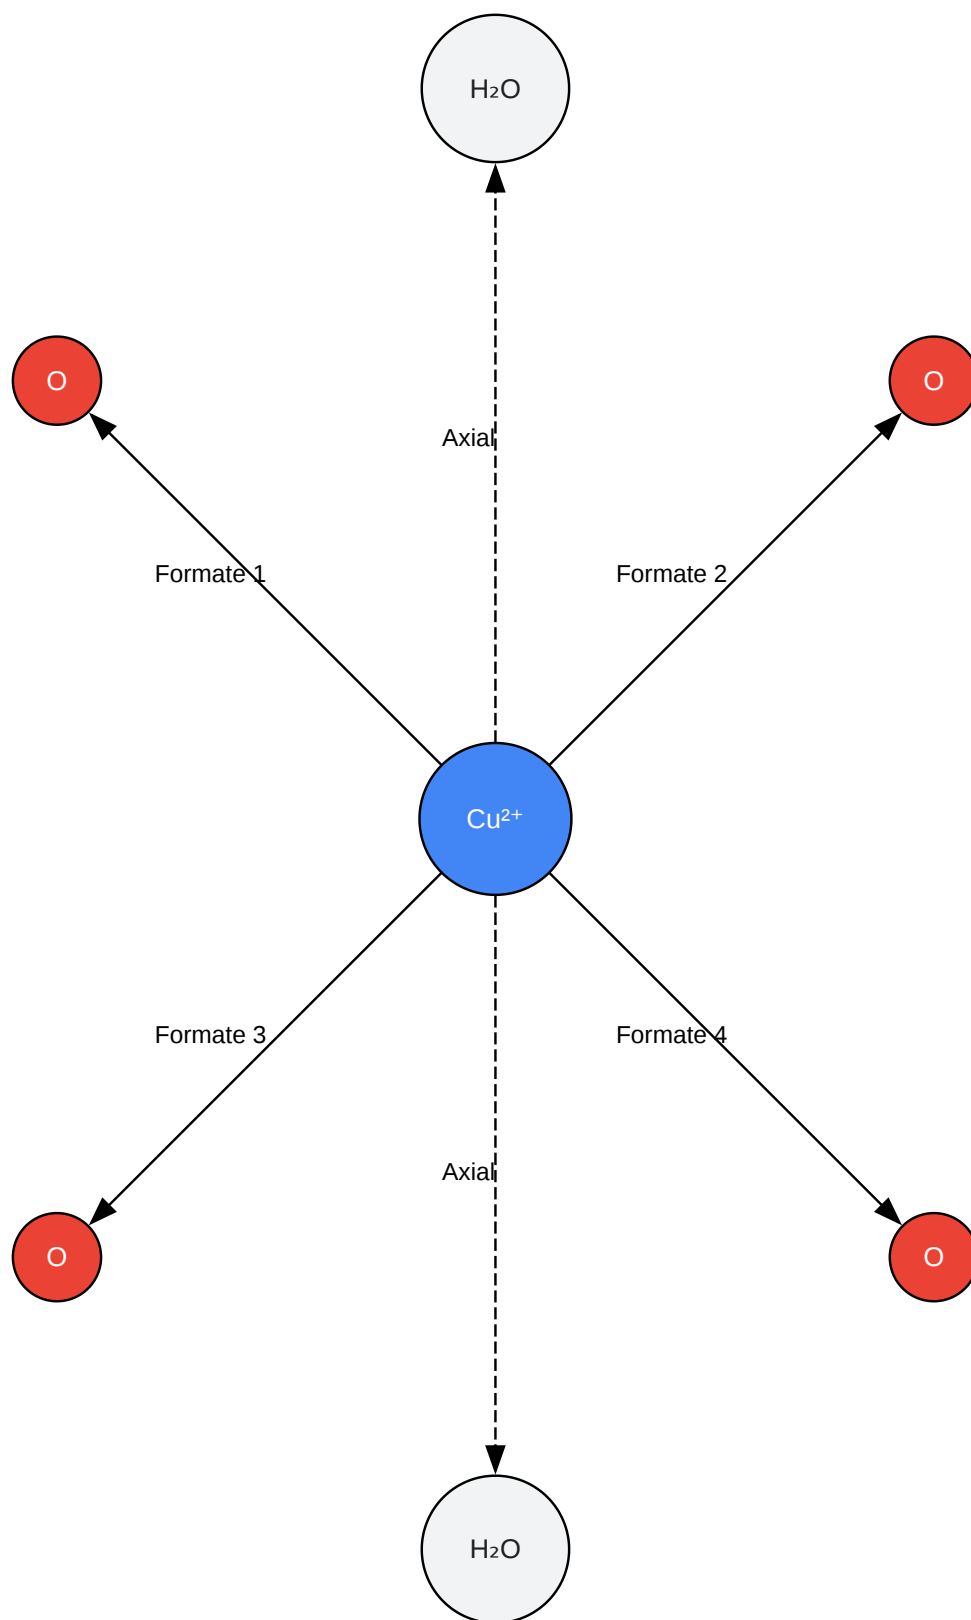 H₂O
O
O
Axial
Formate 1
Formate 2
Cu²⁺
Formate 3
Formate 4
Axial
O
O
H₂O